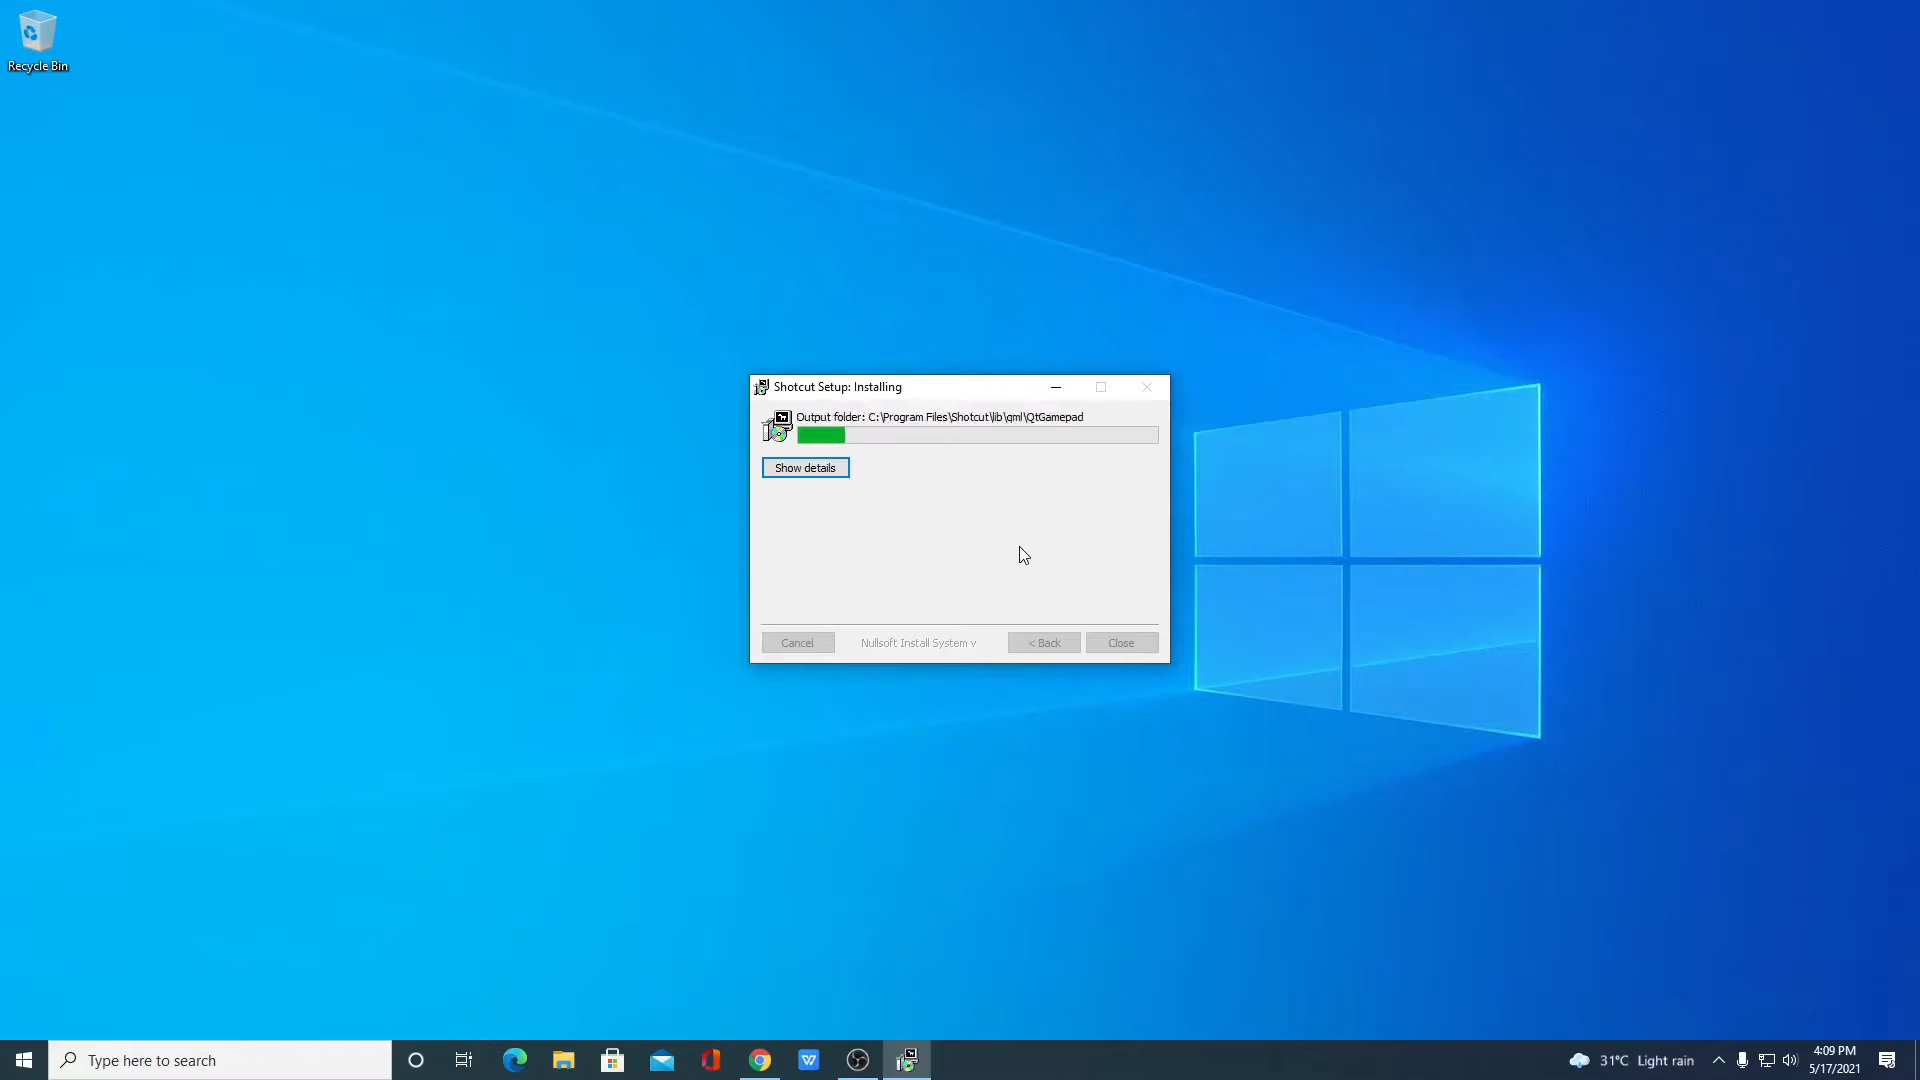 Recycle Bin
Shotcut Setup: Installing
Output folder: C:\Program Files\Shotcut\lib\qml\QtGamepad
Show details
Cancel
Nullsoft Install System v
< Back
Close
Type here to search
31°C Light rain
4:09 PM
5/17/2021